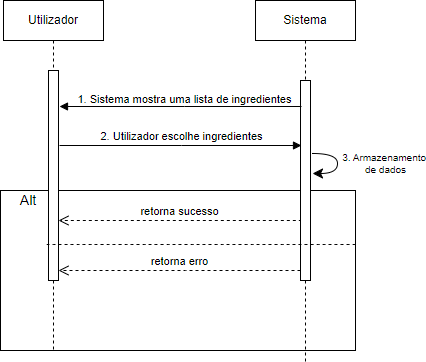 Utilizador
Sistema
1. Sistema mostra uma lista de ingredientes
2. Utilizador escolhe ingredientes
3. Armazenamento
de dados
Alt
retorna sucesso
retorna erro